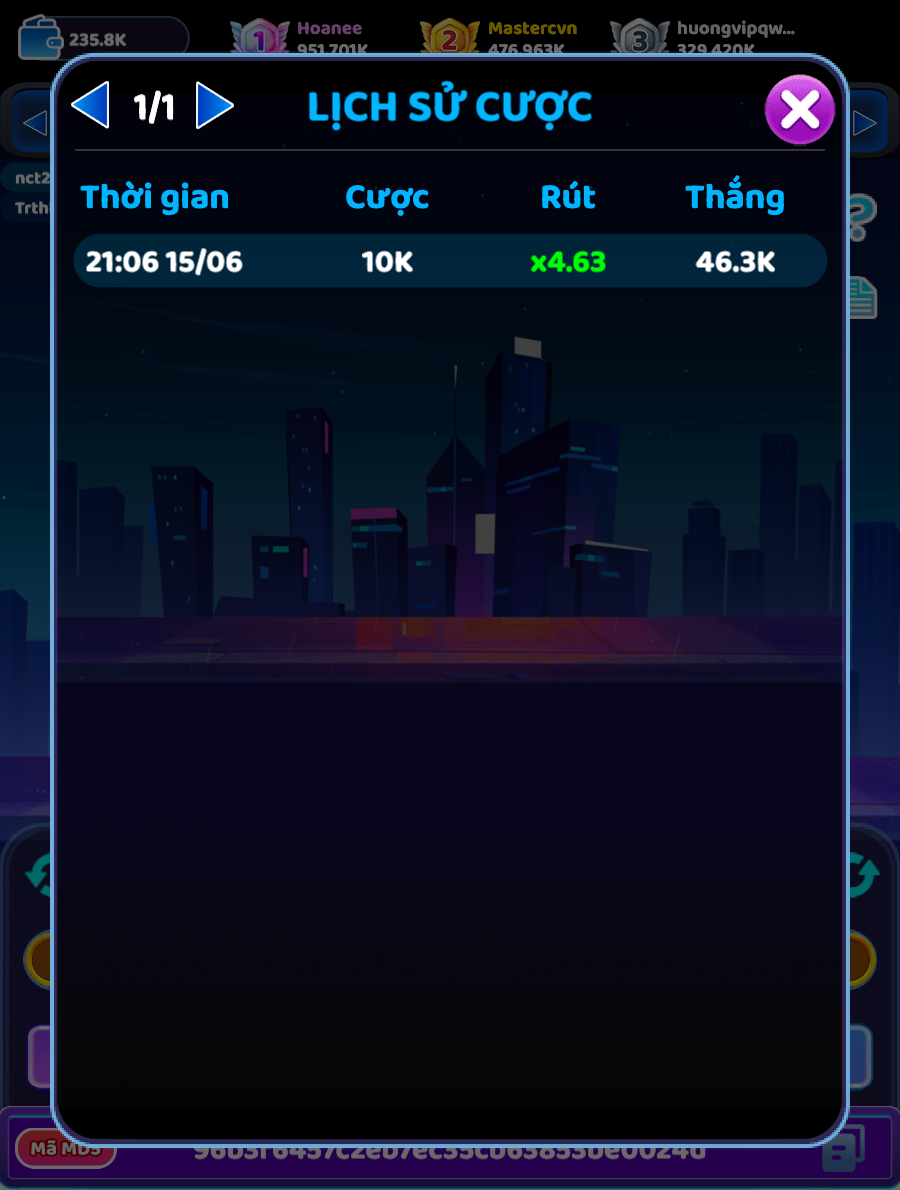 235.8K
1
Hoanee
951.701K
2
Mastercvn
476.963K
3
huongvipqw...
329.420K
1/1
LỊCH SỬ CƯỢC
nct2
Trth
?
Thời gian Cược Rút Thắng
21:06 15/06 10K x4.63 46.3K
Mã MD5
96b3f6457c2eb7ec35cb63853be0024d